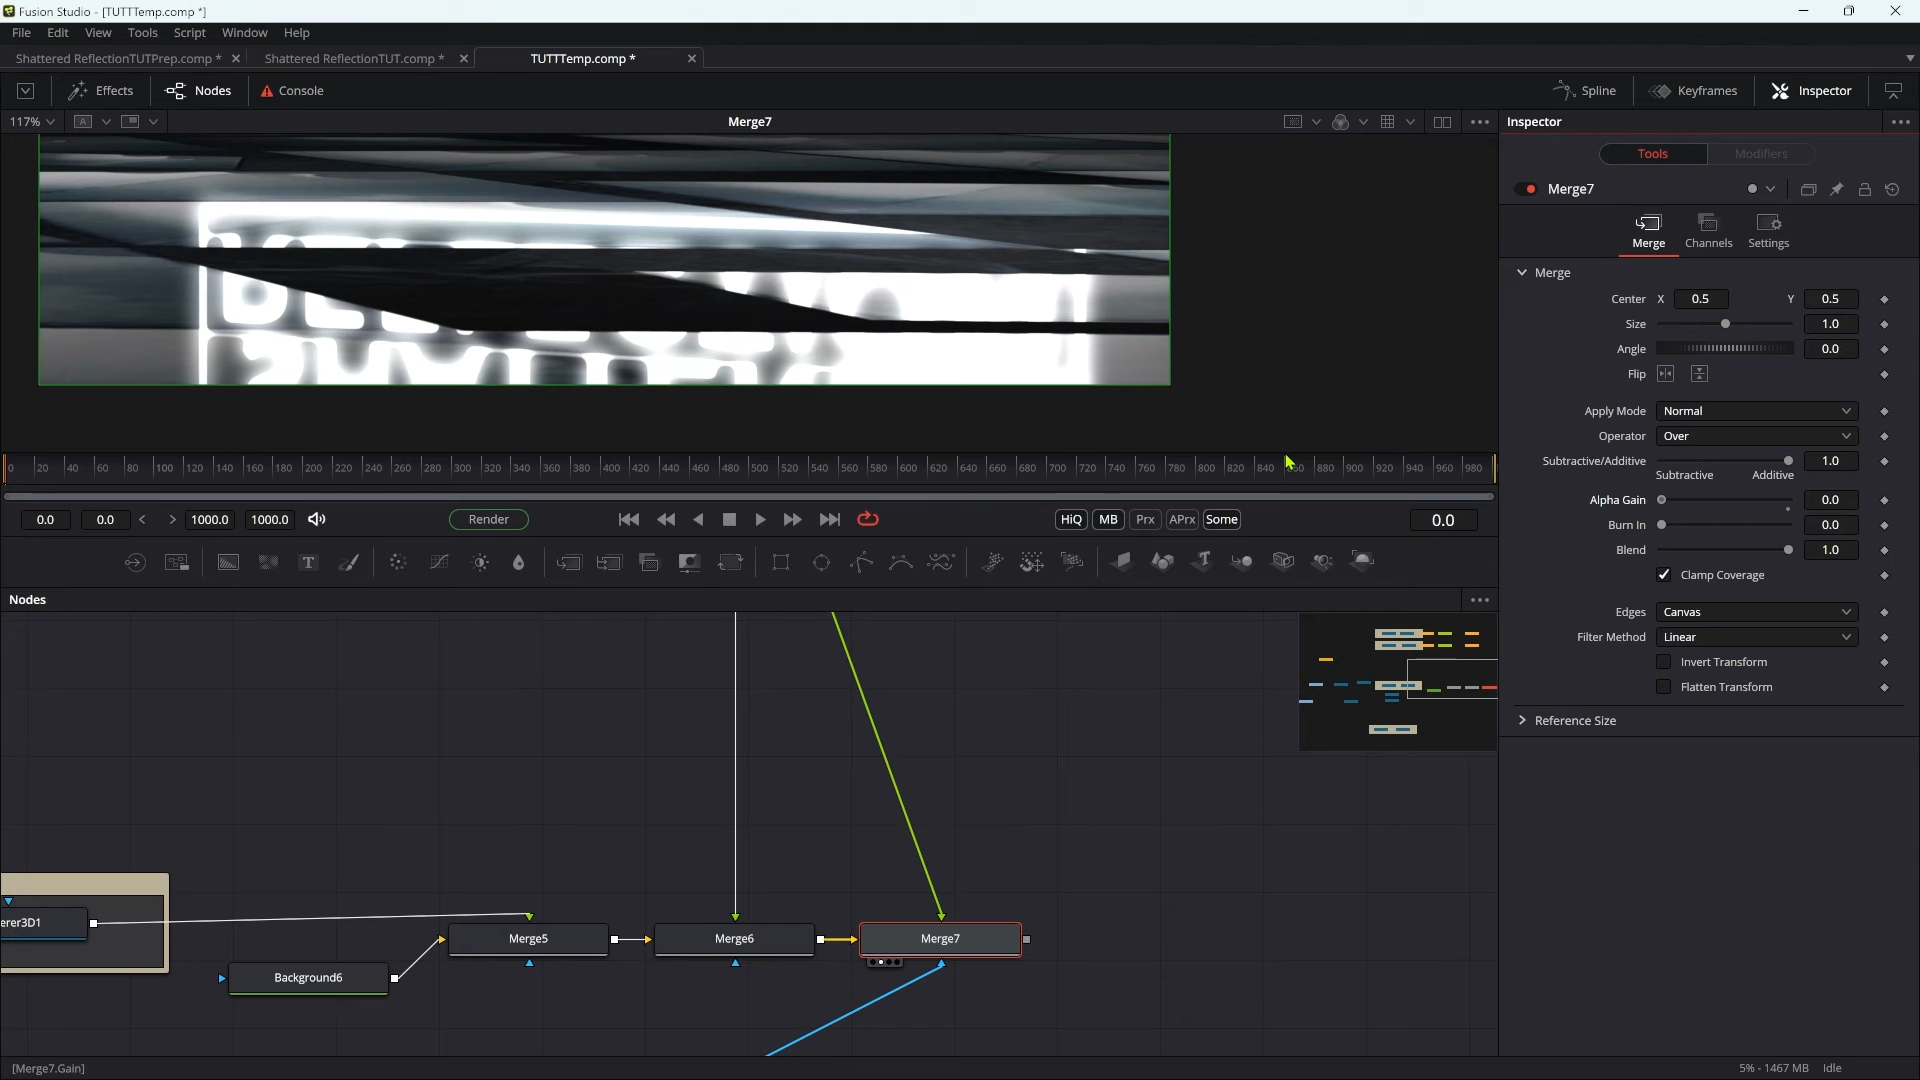 Fusion Studio - [TUTTTemp.comp *]
File Edit View Tools Script Window Help
Shattered ReflectionTUTPrep.comp * Shattered ReflectionTUT.comp * TUTTTemp.comp *
Effects Nodes Console Spline Keyframes Inspector
117% A Merge7 Inspector
Tools Modifiers
Merge7
Merge Channels Settings
Merge
Center X 0.5 Y 0.5
Size 1.0
Angle 0.0
Flip
Apply Mode Normal
Operator Over
Subtractive/Additive 1.0
Subtractive Additive
Alpha Gain 0.0
Burn In 0.0
Blend 1.0
Clamp Coverage
Edges Canvas
Filter Method Linear
Invert Transform
Flatten Transform
Reference Size
0 20 40 60 80 100 120 140 160 180 200 220 240 260 280 300 320 340 360 380 400 420 440 460 480 500 520 540 560 580 600 620 640 660 680 700 720 740 760 780 800 820 840 860 880 900 920 940 960 980
0.0 0.0 1000.0 1000.0 Render HiQ MB Prx APrx Some 0.0
Nodes
erer3D1
Merge5 Merge6 Merge7
Background6
[Merge7.Gain] 5% - 1467 MB Idle